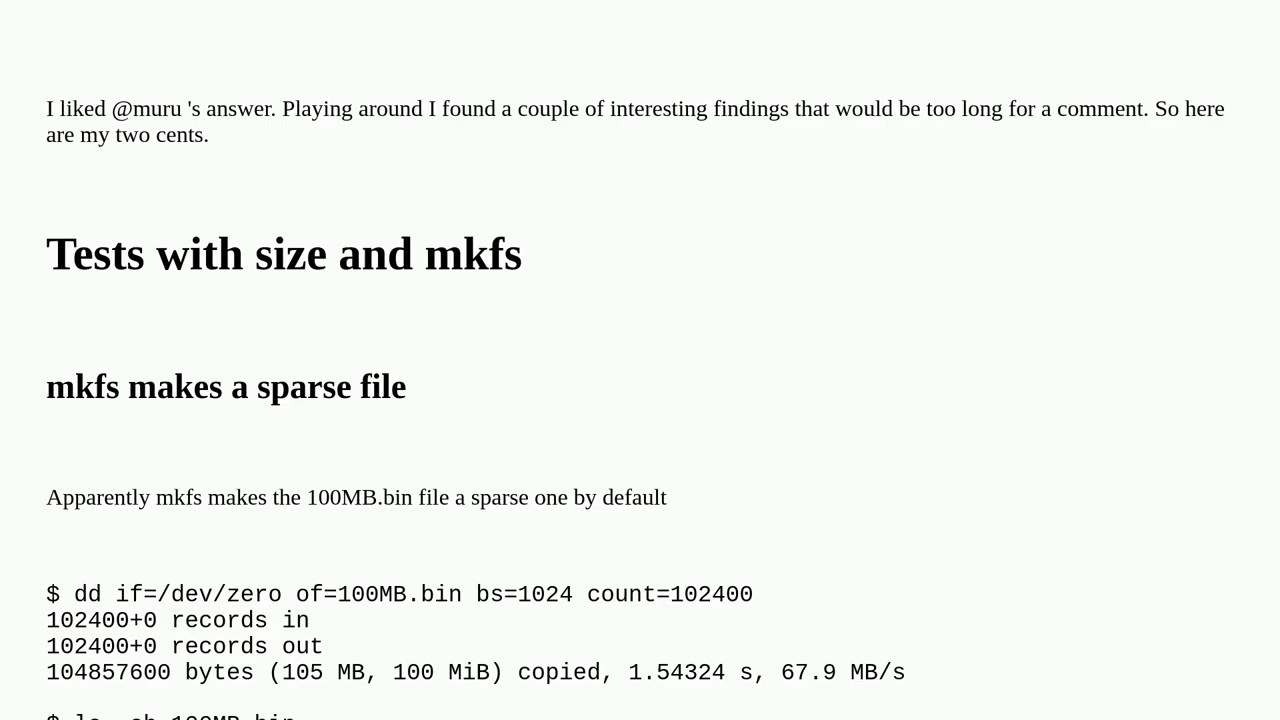 I liked @muru 's answer. Playing around I found a couple of interesting findings that would be too long for a comment. So here
are my two cents.
Tests with size and mkfs
mkfs makes a sparse file
Apparently mkfs makes the 100MB.bin file a sparse one by default
$ dd if=/dev/zero of=100MB.bin bs=1024 count=102400
102400+0 records in
102400+0 records out
104857600 bytes (105 MB, 100 MiB) copied, 1.54324 s, 67.9 MB/s